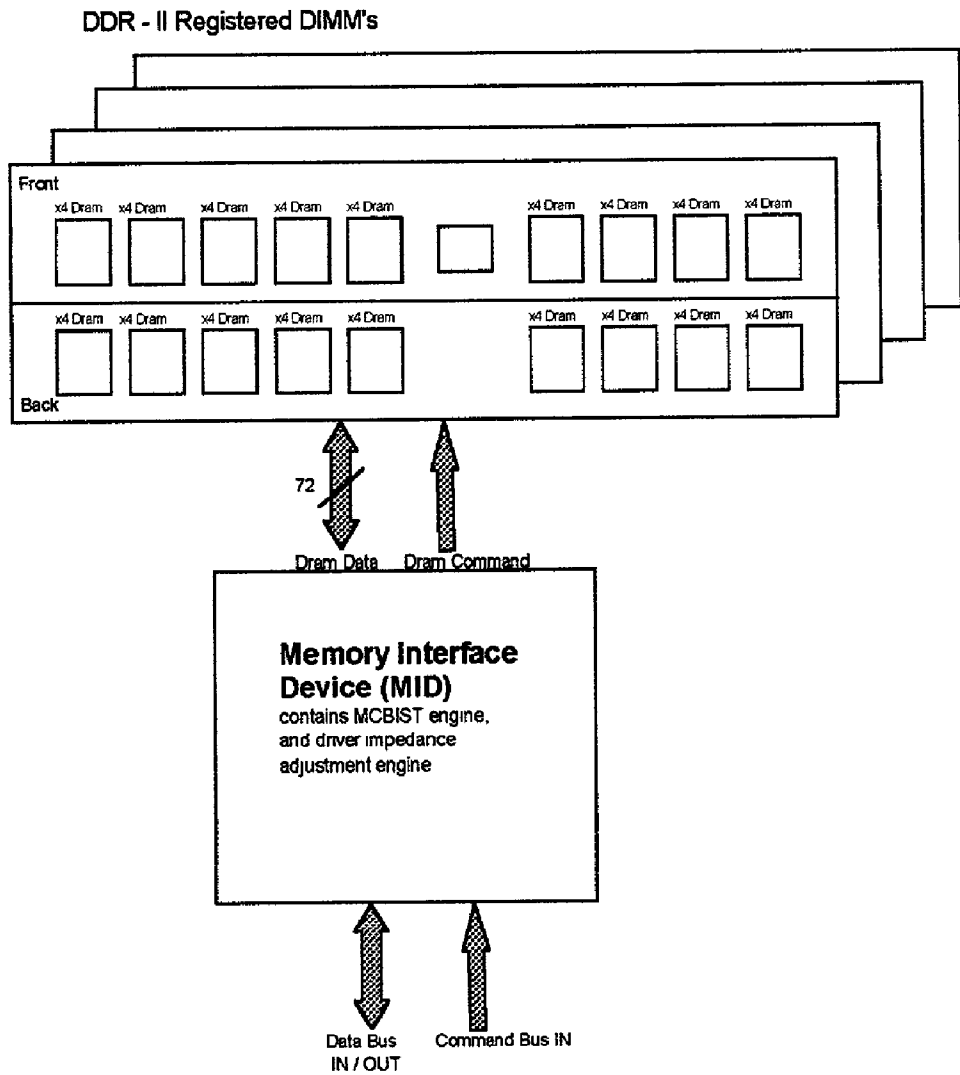 DDR - II Registered DIMM's
Front
x4 Dram x4 Dram x4 Dram x4 Dram x4 Dram x4 Dram x4 Dram x4 Dram x4 Dram
x4 Dram x4 Dram x4 Dram x4 Dram x4 Dram x4 Dram x4 Dram x4 Dram x4 Dram
Back
72
Dram Data Dram Command
Memory Interface
Device (MID)
contains MCBIST engine,
and driver impedance
adjustment engine
Data Bus Command Bus IN
IN / OUT